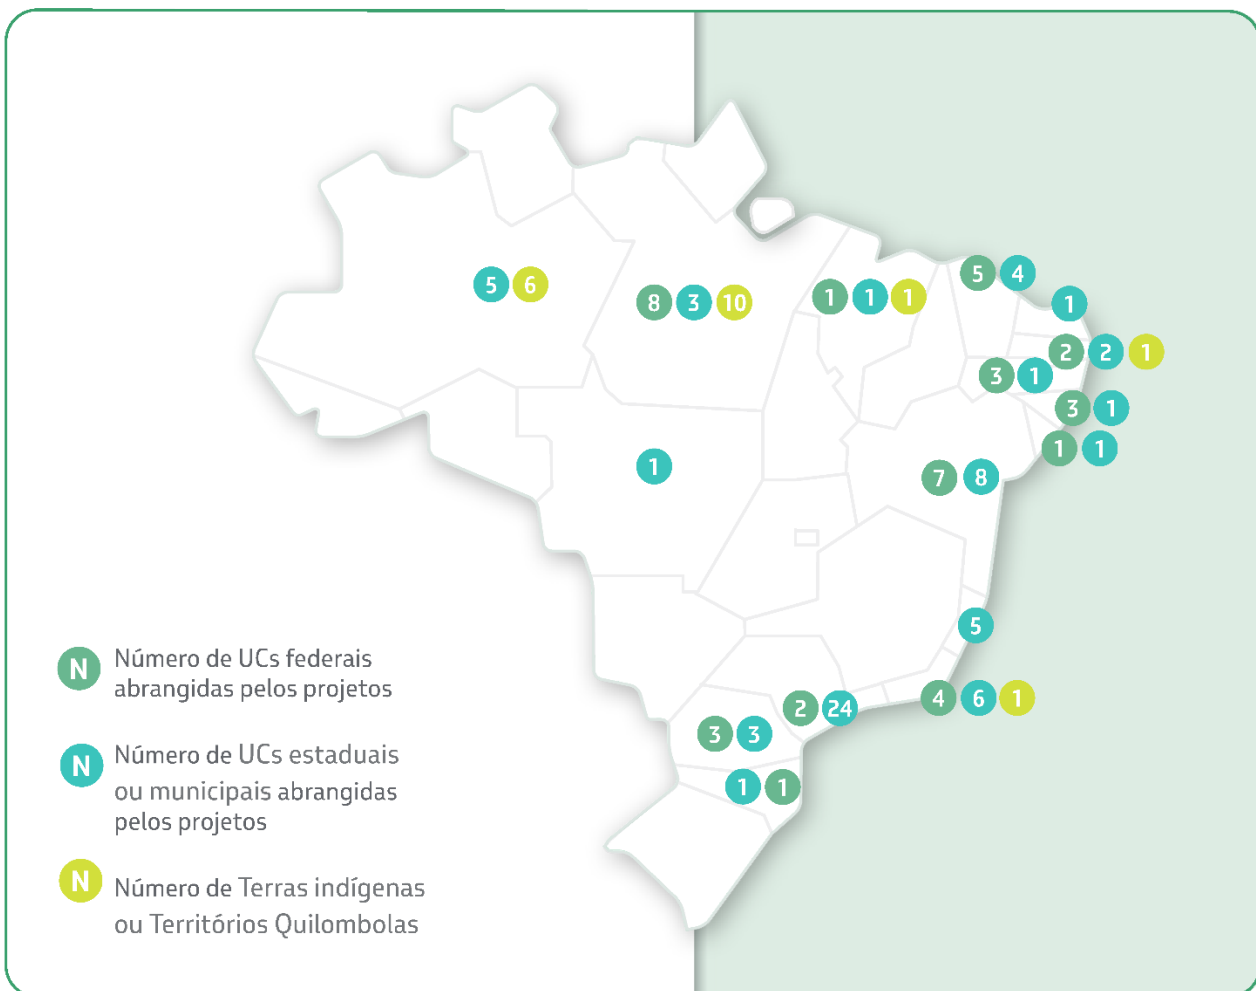 5 4
5 6
8 3 10
1 1 1
1
2 2 1
3 1
3 1
1 1
1
7 8
5
N Número de UCs federais
abrangidas pelos projetos
4 6 1
2 24
3 3
N Número de UCs estaduais
ou municipais abrangidas
pelos projetos
1 1
N Número de Terras indígenas
ou Territórios Quilombolas